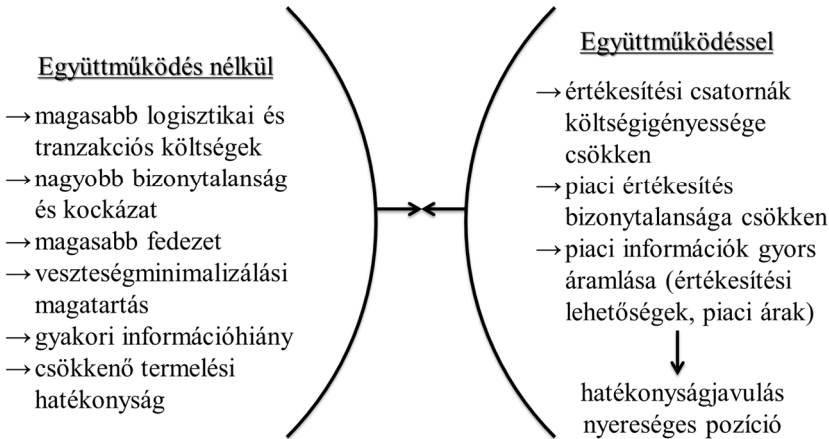 Együttműködés nélkül
→magasabb logisztikai és
tranzakciós költségek
→nagyobb bizonytalanság
és kockázat
→magasabb fedezet
→veszteségminimalizálási
magatartás
→gyakori információhiány
→csökkenő termelési
hatékonyság
Együttműködéssel
→értékesítési csatornák
költségigényessége
csökken
→piaci értékesítés
bizonytalansága csökken
→piaci információk gyors
áramlása (értékesítési
lehetőségek, piaci árak)
hatékonyságjavulás
nyereséges pozíció